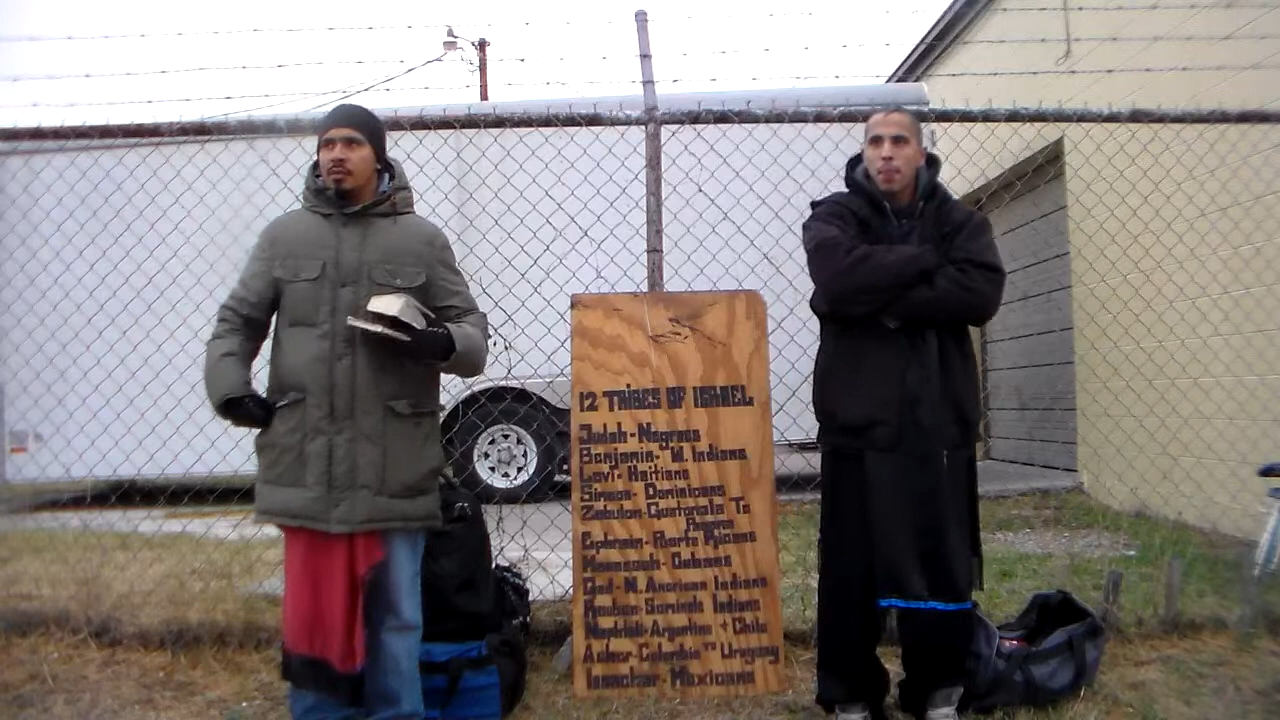 12 TRIBES OF ISRAEL
Judah - Negroes
Benjamin - W. Indians
Levi - Haitians
Simeon - Dominicans
Zebulon - Guatemala To
Panama
Ephraim - Puerto Ricans
Manasseh - Cubans
Gad - N. American Indians
Reuben - Seminole Indians
Naphtali - Argentina + Chile
Asher - Colombia To Uruguay
Issachar - Mexicans